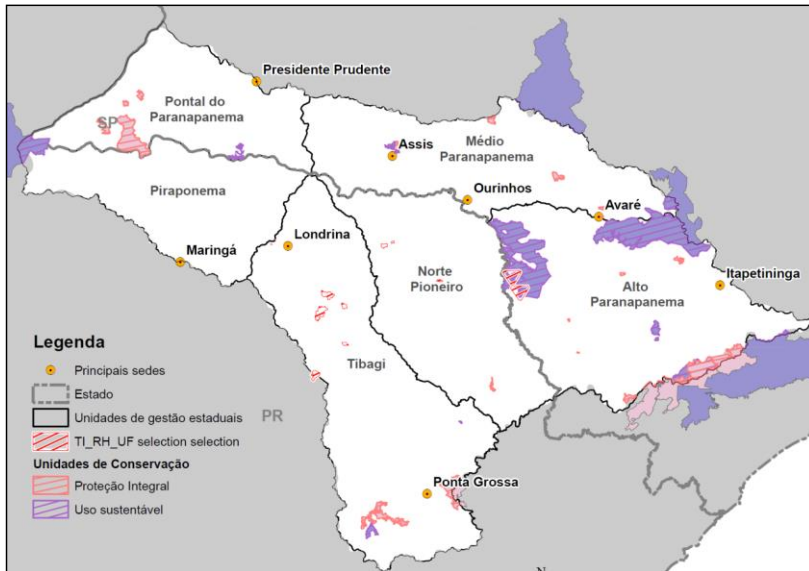 Presidente Prudente
Pontal do
Paranapanema
SP
Assis
Médio
Paranapanema
Ourinhos
Avaré
Piraponema
Maringá
Londrina
Norte
Pioneiro
Alto
Paranapanema
Itapetininga
Tibagi
PR
Ponta Grossa
Legenda
Principais sedes
Estado
Unidades de gestão estaduais
TI_RH_UF selection selection
Unidades de Conservação
Proteção Integral
Uso sustentável
N